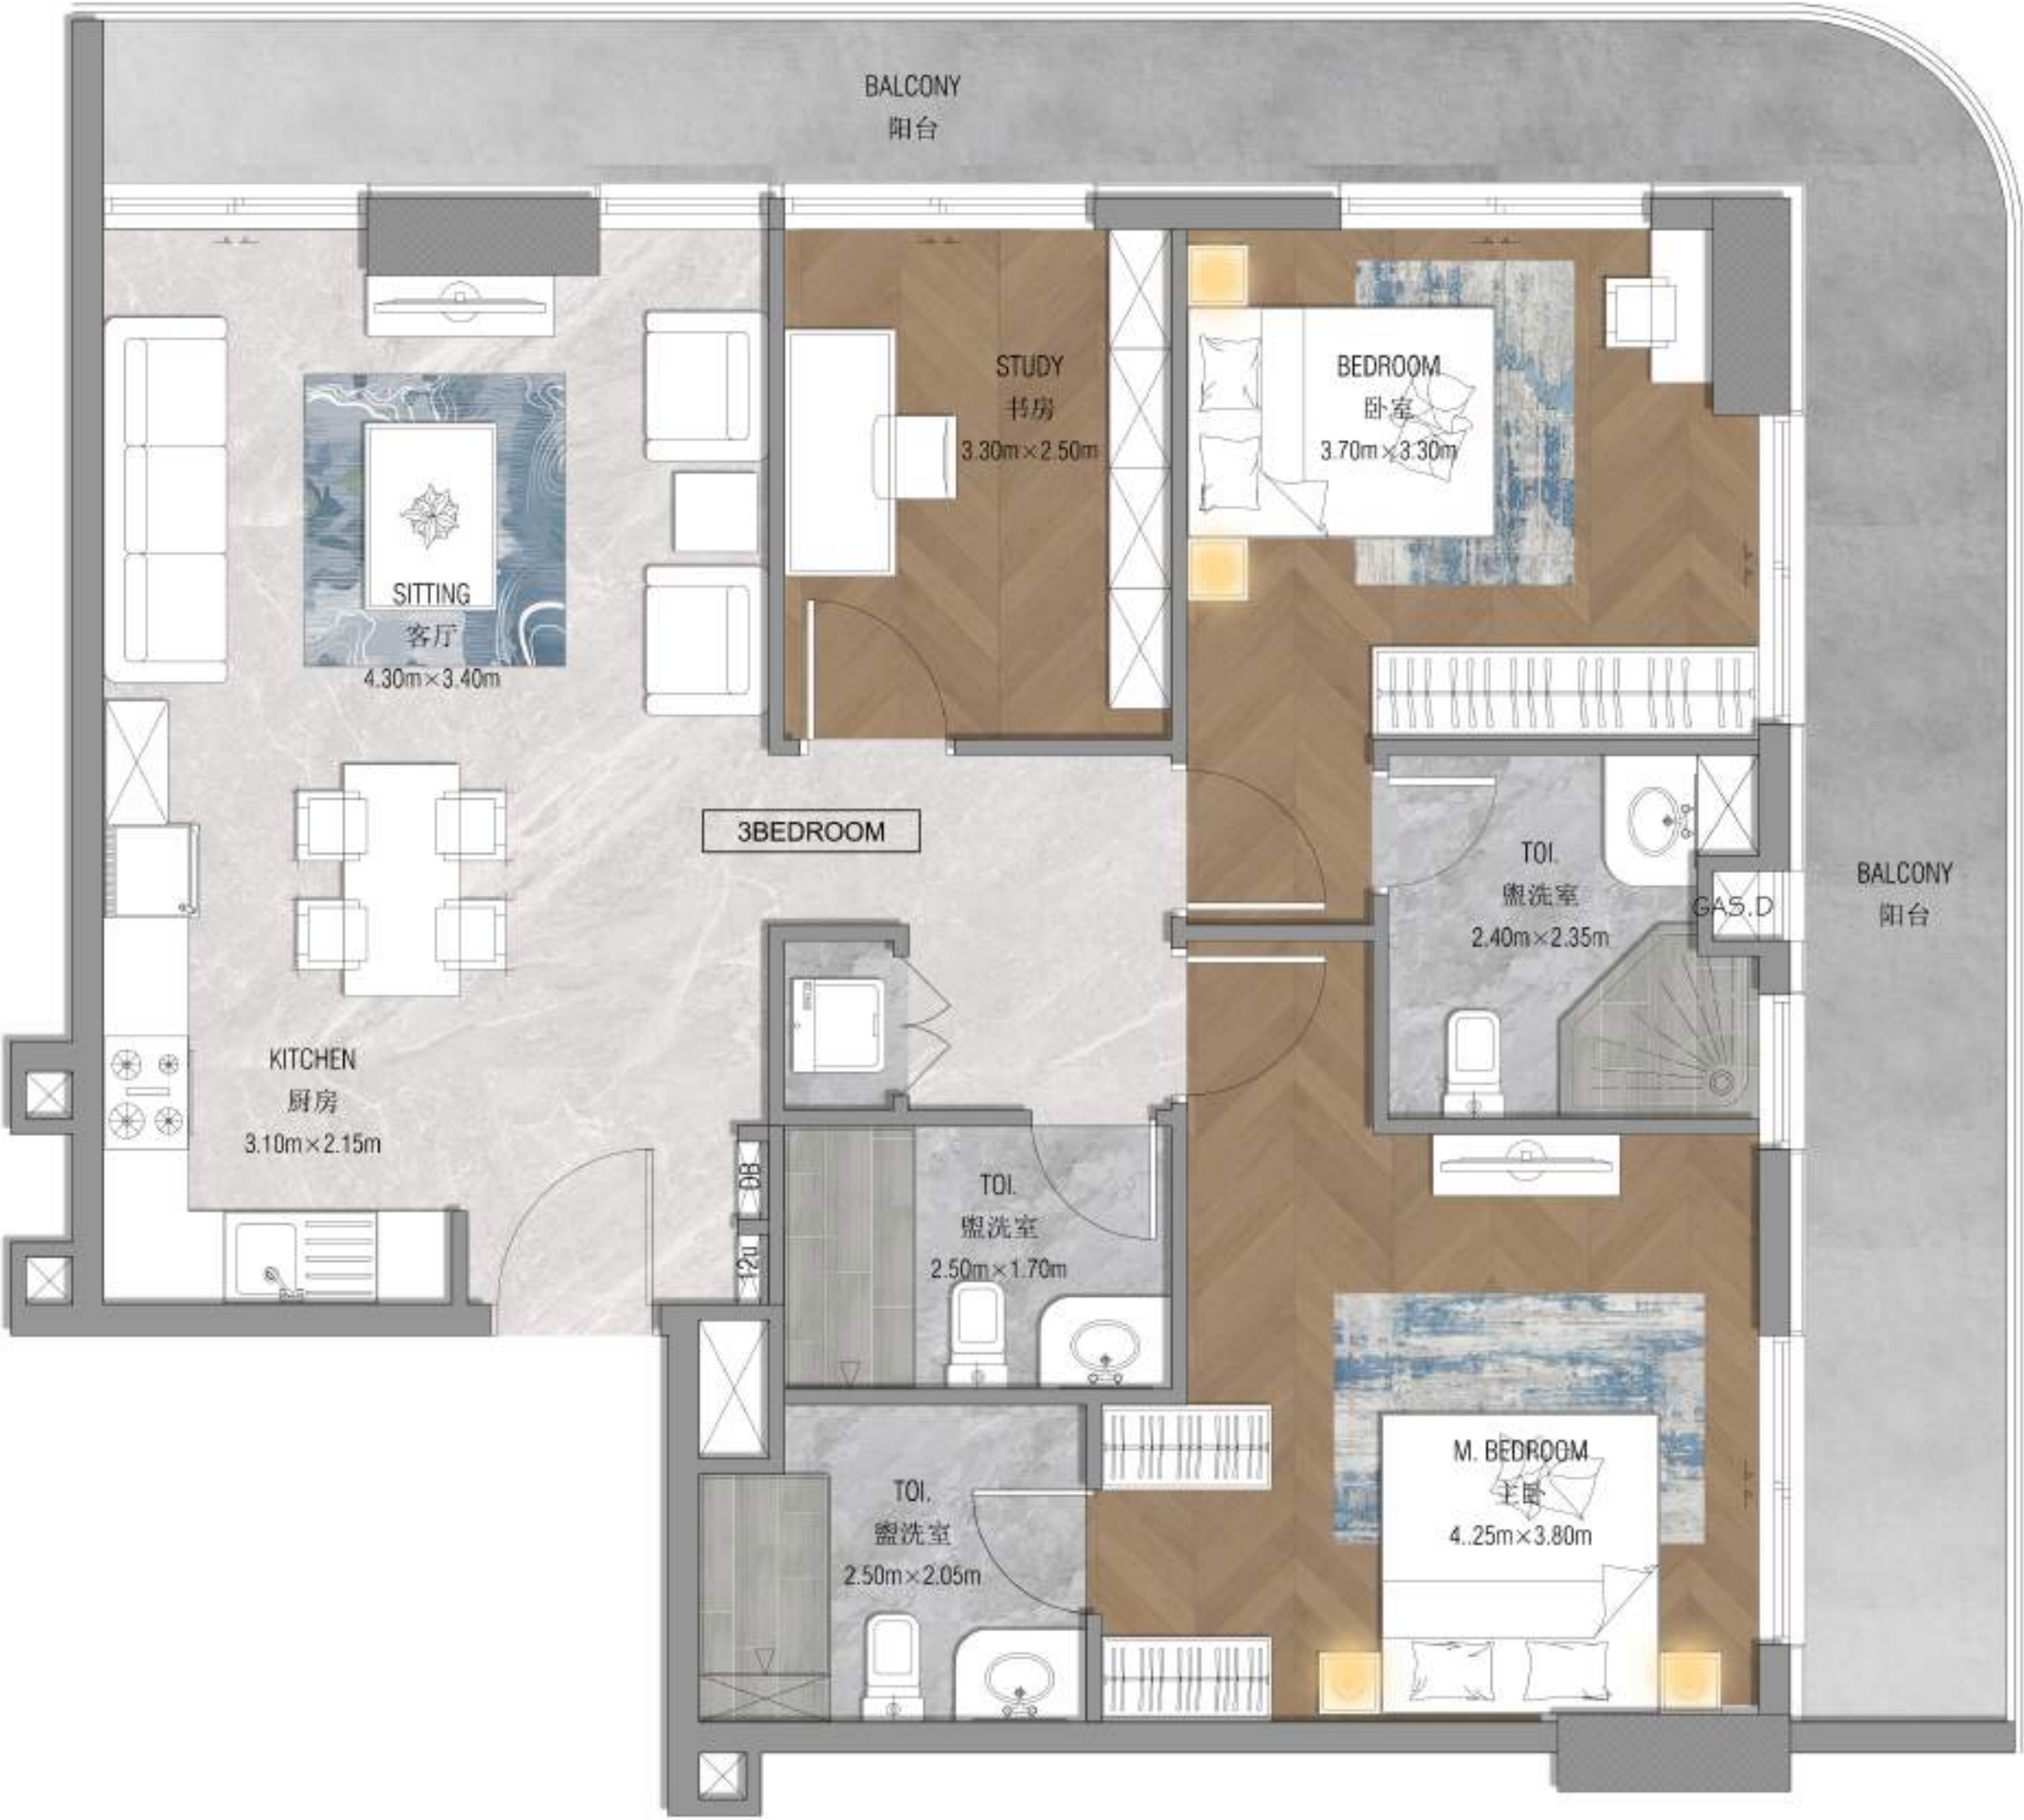 BALCONY
阳台
STUDY
书房
3.30m×2.50m
BEDROOM
卧室
3.70m×3.30m
SITTING
客厅
4.30m×3.40m
3BEDROOM
TOI.
盥洗室
2.40m×2.35m
GAS.D
BALCONY
阳台
KITCHEN
厨房
3.10m×2.15m
DB
12u
TOI.
盥洗室
2.50m×1.70m
M. BEDROOM
主卧
4..25m×3.80m
TOI.
盥洗室
2.50m×2.05m